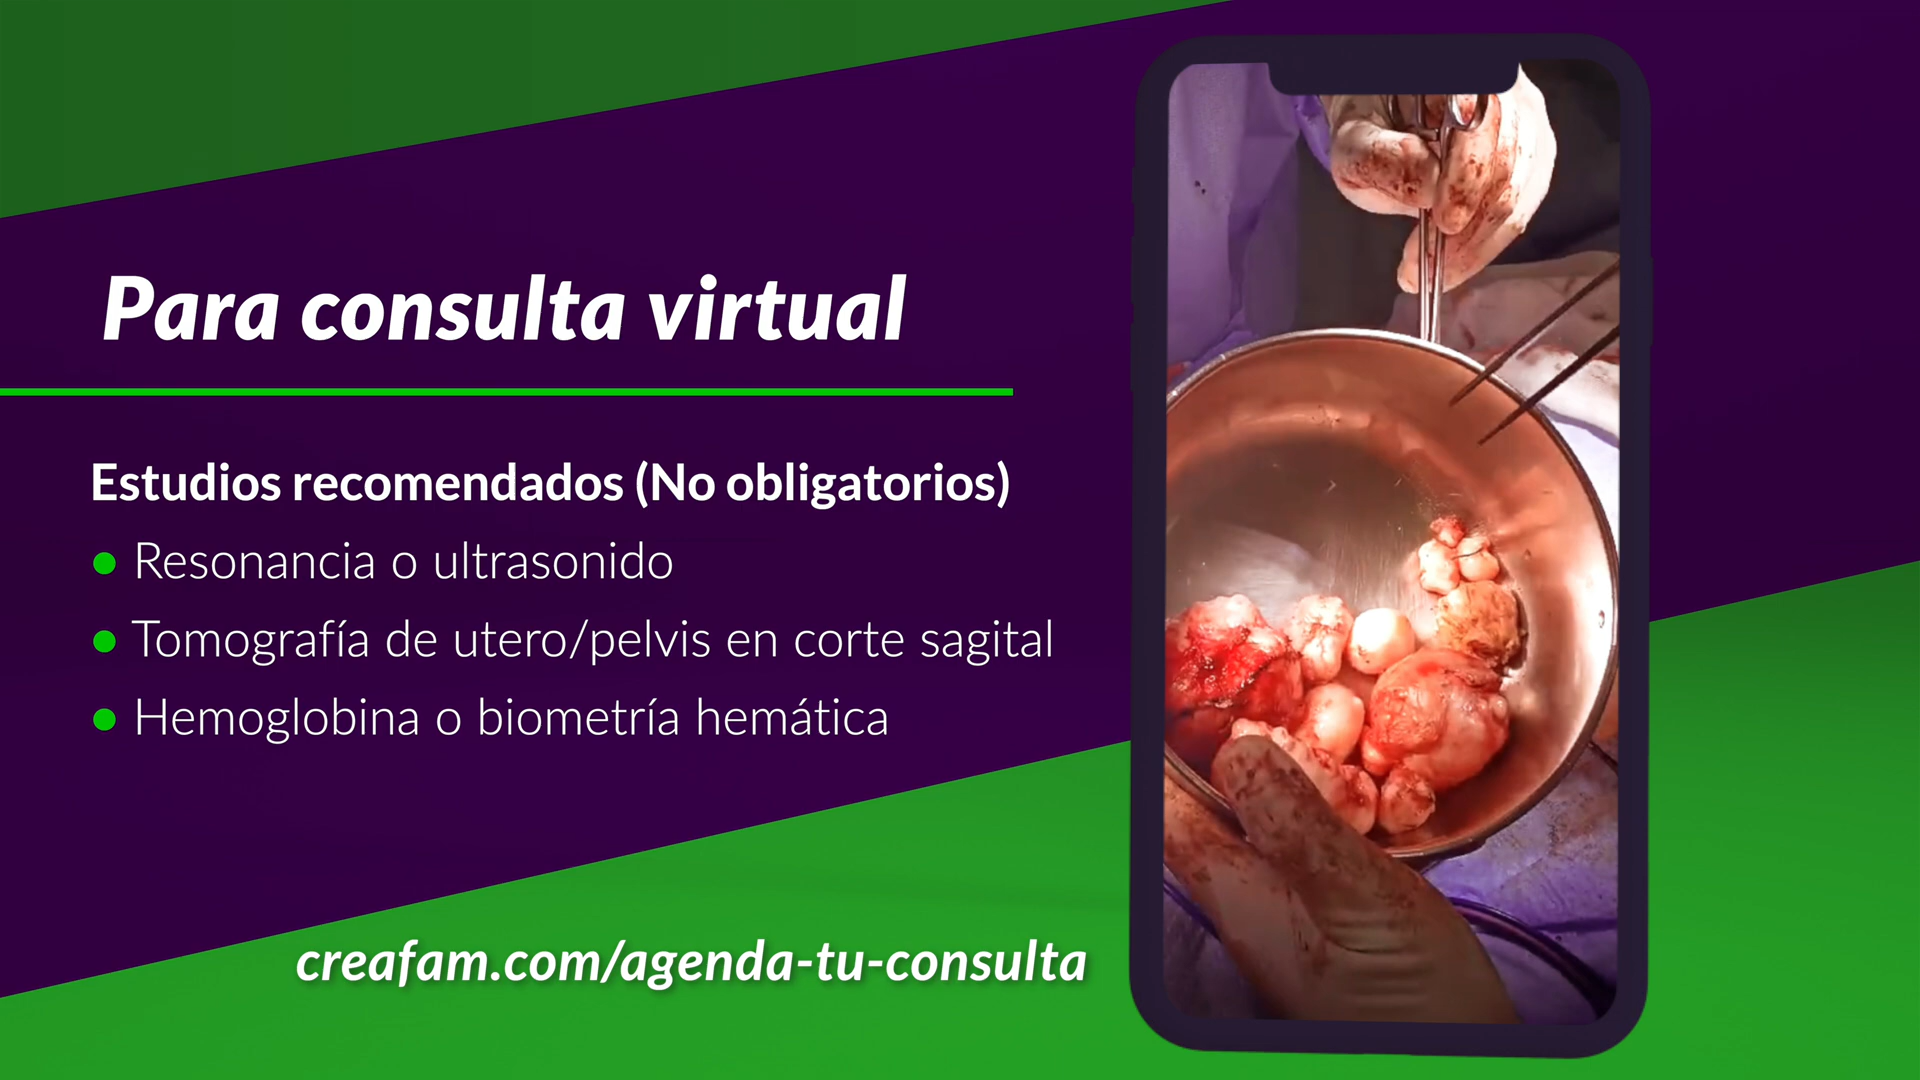 Para consulta virtual
Estudios recomendados (No obligatorios)
● Resonancia o ultrasonido
● Tomografía de utero/pelvis en corte sagital
● Hemoglobina o biometría hemática
creafam.com/agenda-tu-consulta